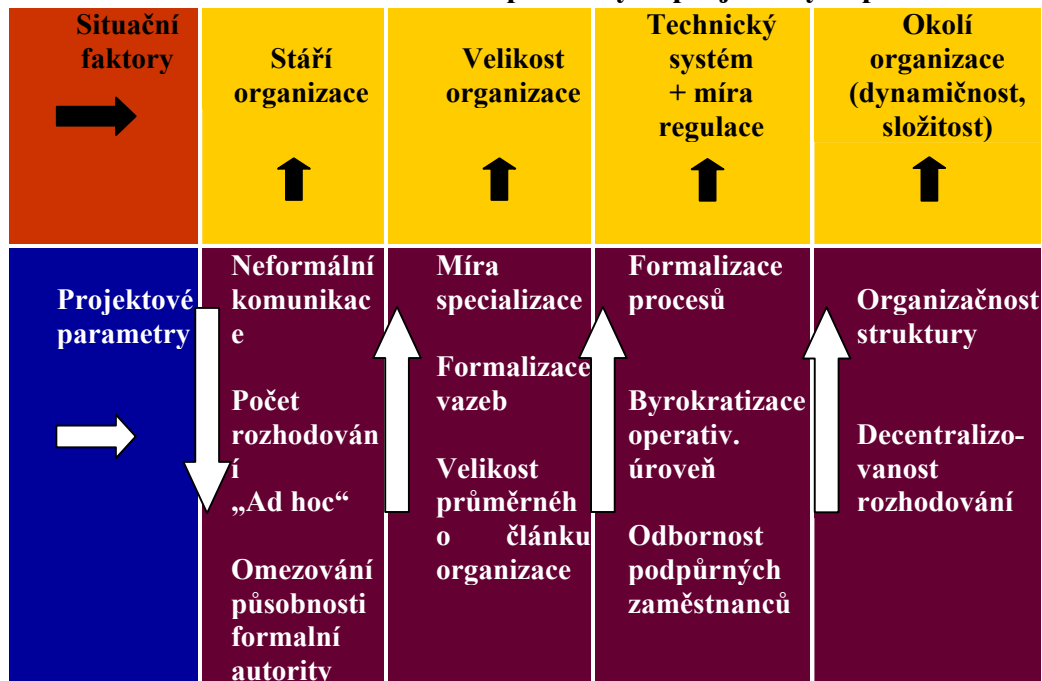 Situační
faktory
Stáří
organizace
Velikost
organizace
Technický
systém
+ míra
regulace
Okolí
organizace
(dynamičnost,
složitost)
Projektové
parametry
Neformální
komunikac
e
Počet
rozhodován
í
„Ad hoc“
Omezování
působnosti
formalní
autority
Míra
specializace
Formalizace
vazeb
Velikost
průměrnéh
o článku
organizace
Formalizace
procesů
Byrokratizace
operativ.
úroveň
Odbornost
podpůrných
zaměstnanců
Organizačnost
struktury
Decentralizo-
vanost
rozhodování